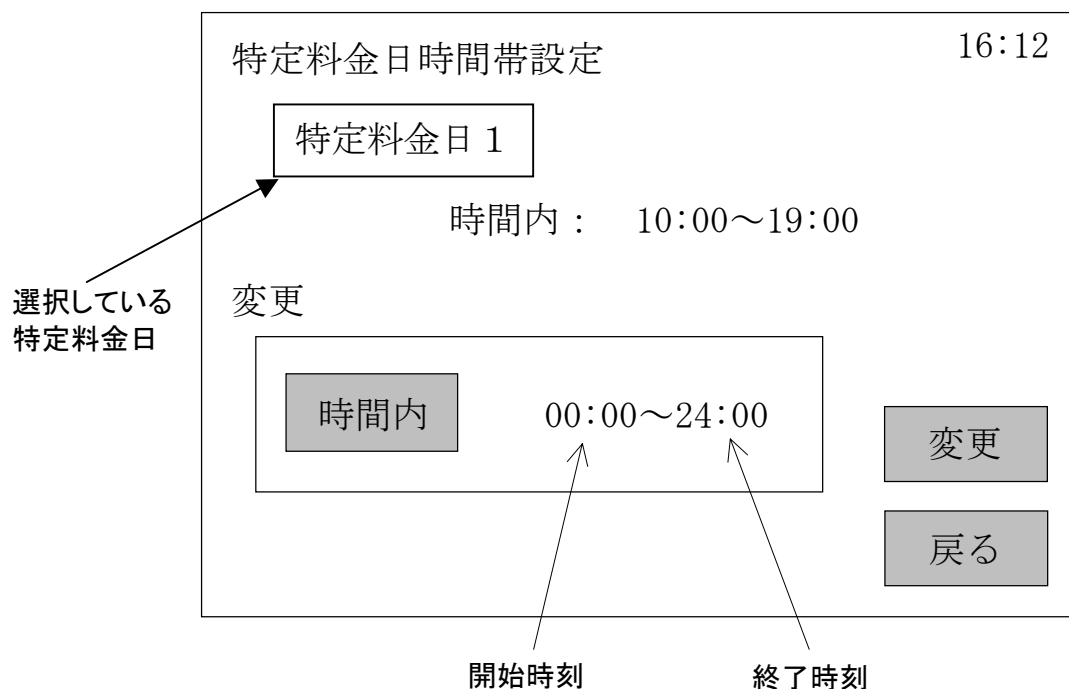 特定料金日時間帯設定
16:12
特定料金日１
時間内： 10:00～19:00
選択している
特定料金日
変更
時間内 00:00～24:00
変更
戻る
開始時刻 終了時刻